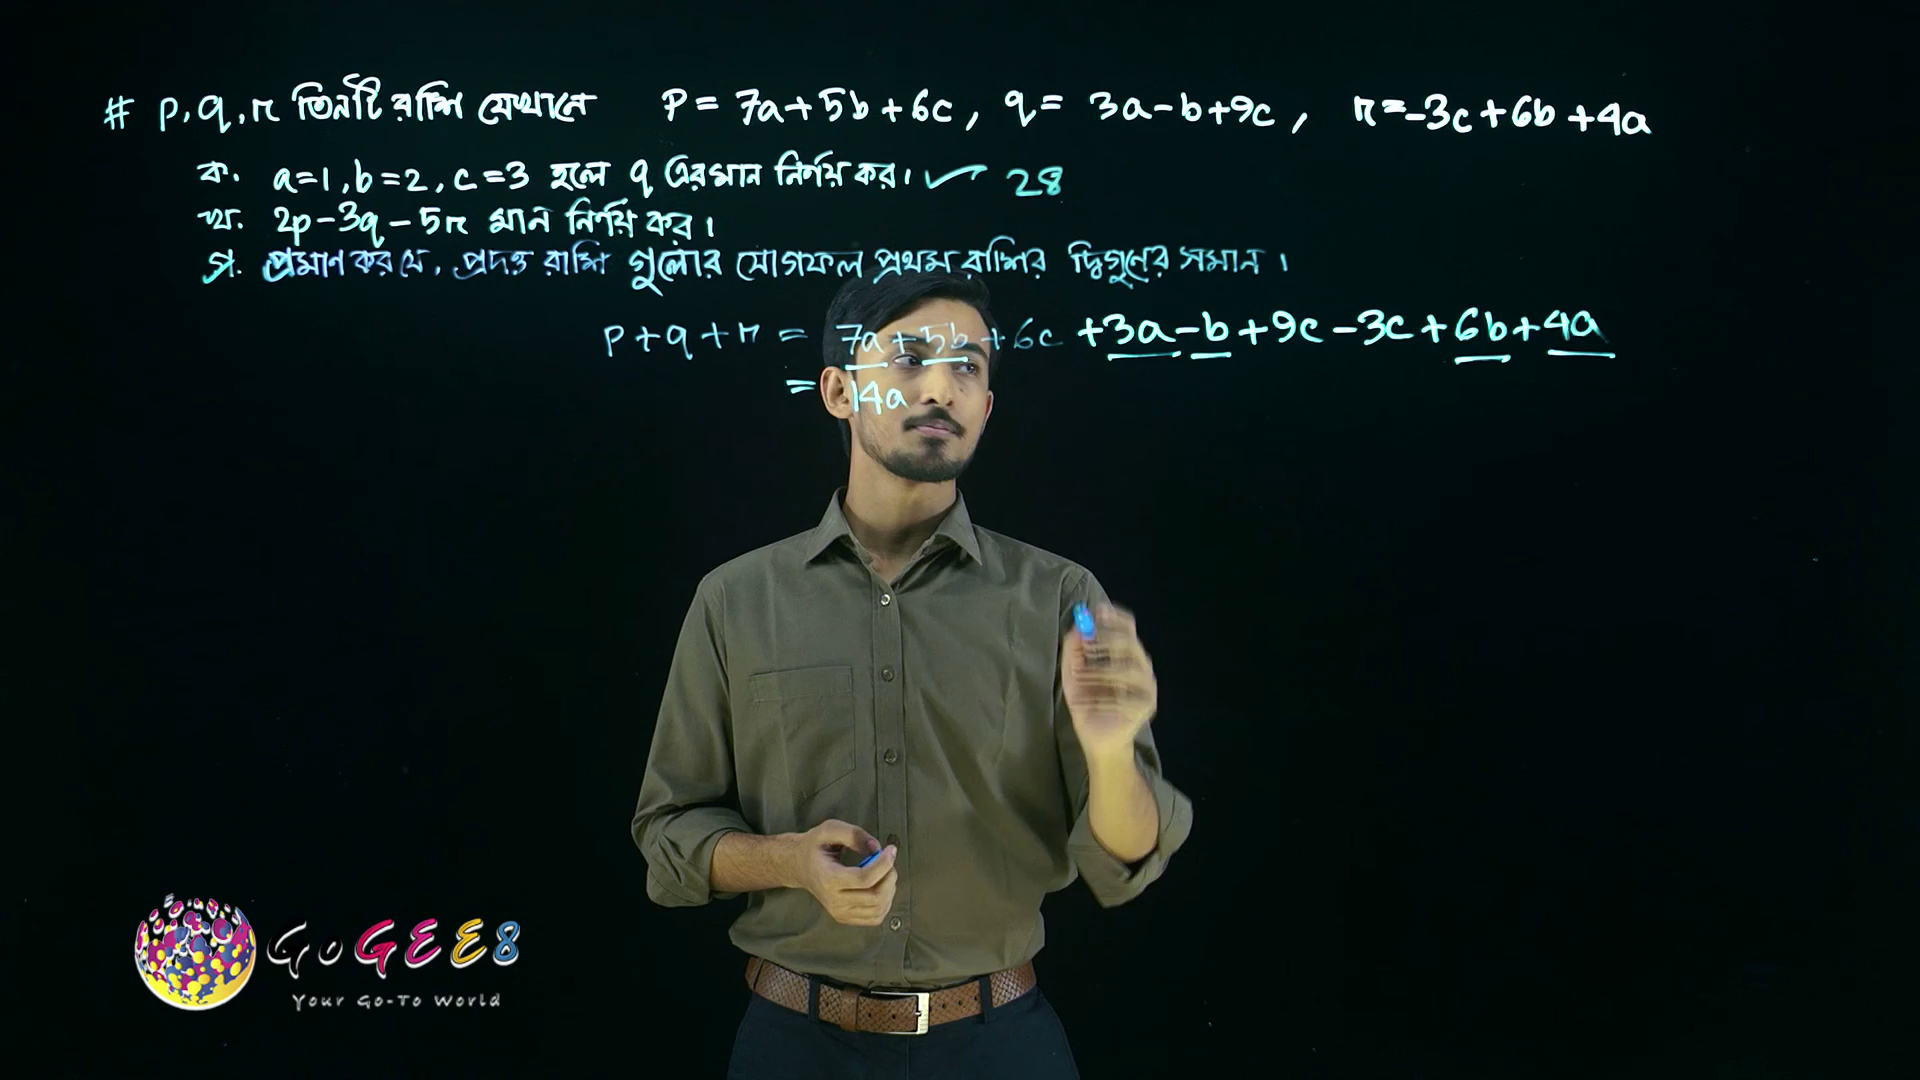 # p, q, r তিনটি রাশি যেখানে p = 7a+5b+6c, q = 3a-b+9c, r = -3c+6b+4a
ক. a=1, b=2, c=3 হলে q এর মান নির্ণয় কর। ✓ 28
খ. 2p-3q-5r মান নির্ণয় কর।
গ. প্রমান কর যে, প্রদত্ত রাশি গুলোর যোগফল প্রথম রাশির দ্বিগুনের সমান।
p+q+r = 7a+5b+6c+3a-b+9c-3c+6b+4a
= 14a
GoGEE8
Your Go-To World